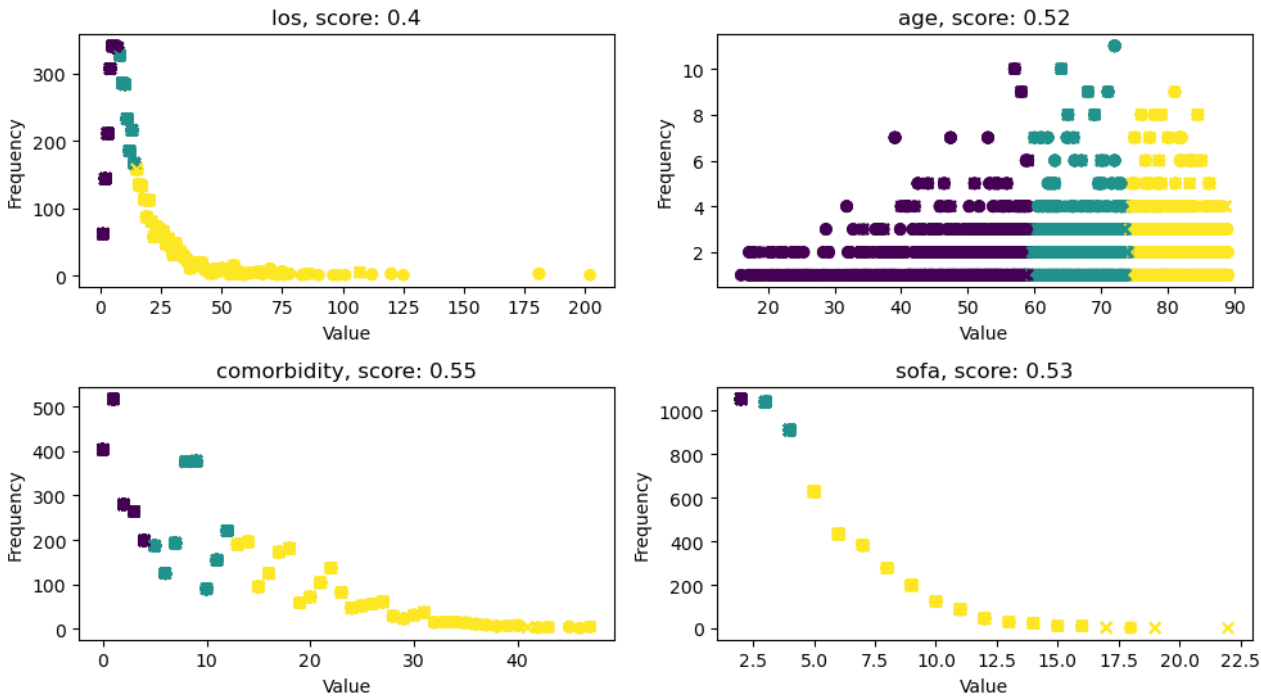 los, score: 0.4
Frequency
300
200
100
0
0 25 50 75 100 125 150 175 200
Value
age, score: 0.52
Frequency
10
8
6
4
2
20 30 40 50 60 70 80 90
Value
comorbidity, score: 0.55
Frequency
500
400
300
200
100
0
0 10 20 30 40
Value
sofa, score: 0.53
Frequency
1000
800
600
400
200
0
2.5 5.0 7.5 10.0 12.5 15.0 17.5 20.0 22.5
Value